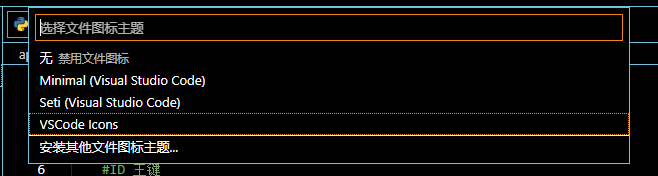 选择文件图标主题
ap
无 禁用文件图标
Minimal (Visual Studio Code)
Seti (Visual Studio Code)
VSCode Icons
安装其他文件图标主题...
6 #ID 主键